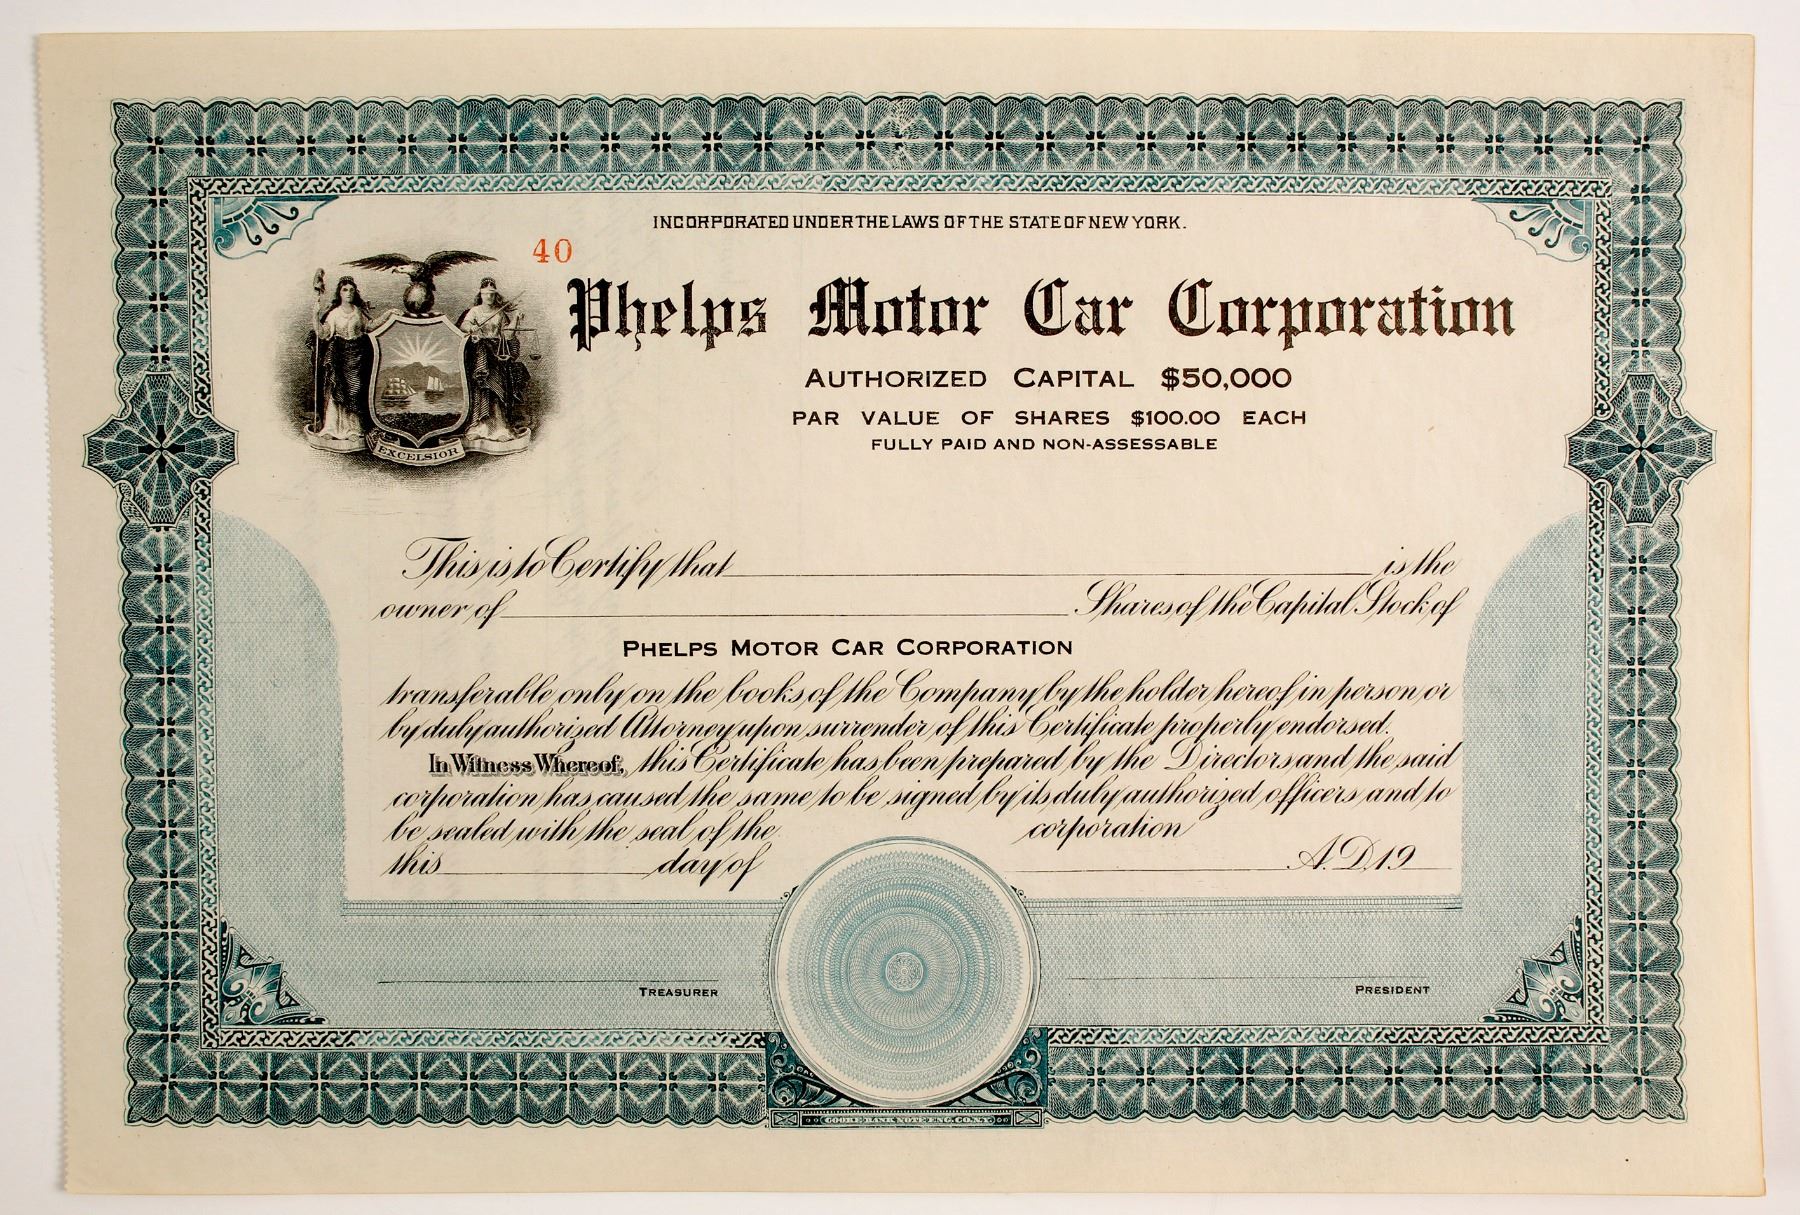 INCORPORATED UNDER THE LAWS OF THE STATE OF NEW YORK.
40
Phelps Motor Car Corporation
AUTHORIZED CAPITAL $50,000
PAR VALUE OF SHARES $100.00 EACH
FULLY PAID AND NON-ASSESSABLE
EXCELSIOR
This is to Certify that is the
owner of Shares of the Capital Stock of
PHELPS MOTOR CAR CORPORATION
transferable only on the books of the Company by the holder hereof in person or
by duly authorized Attorney upon surrender of this Certificate properly endorsed.
In Witness Whereof, this Certificate has been prepared by the Directors and the said
corporation has caused the same to be signed by its duly authorized officers and to
be sealed with the seal of the corporation
this day of A.D. 19
TREASURER
PRESIDENT
GOORE BANK NOTE ENG. CO. N.Y.